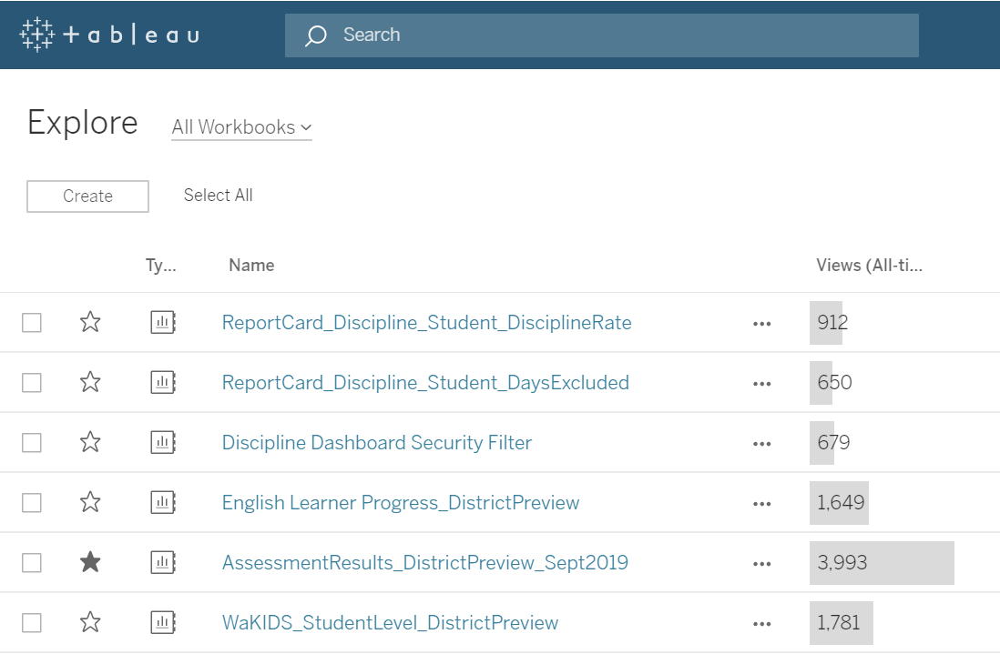 +ableau
Search
Explore All Workbooks
Create Select All
Ty... Name Views (All-ti...
ReportCard_Discipline_Student_DisciplineRate ... 912
ReportCard_Discipline_Student_DaysExcluded ... 650
Discipline Dashboard Security Filter ... 679
English Learner Progress_DistrictPreview ... 1,649
AssessmentResults_DistrictPreview_Sept2019 ... 3,993
WaKIDS_StudentLevel_DistrictPreview ... 1,781